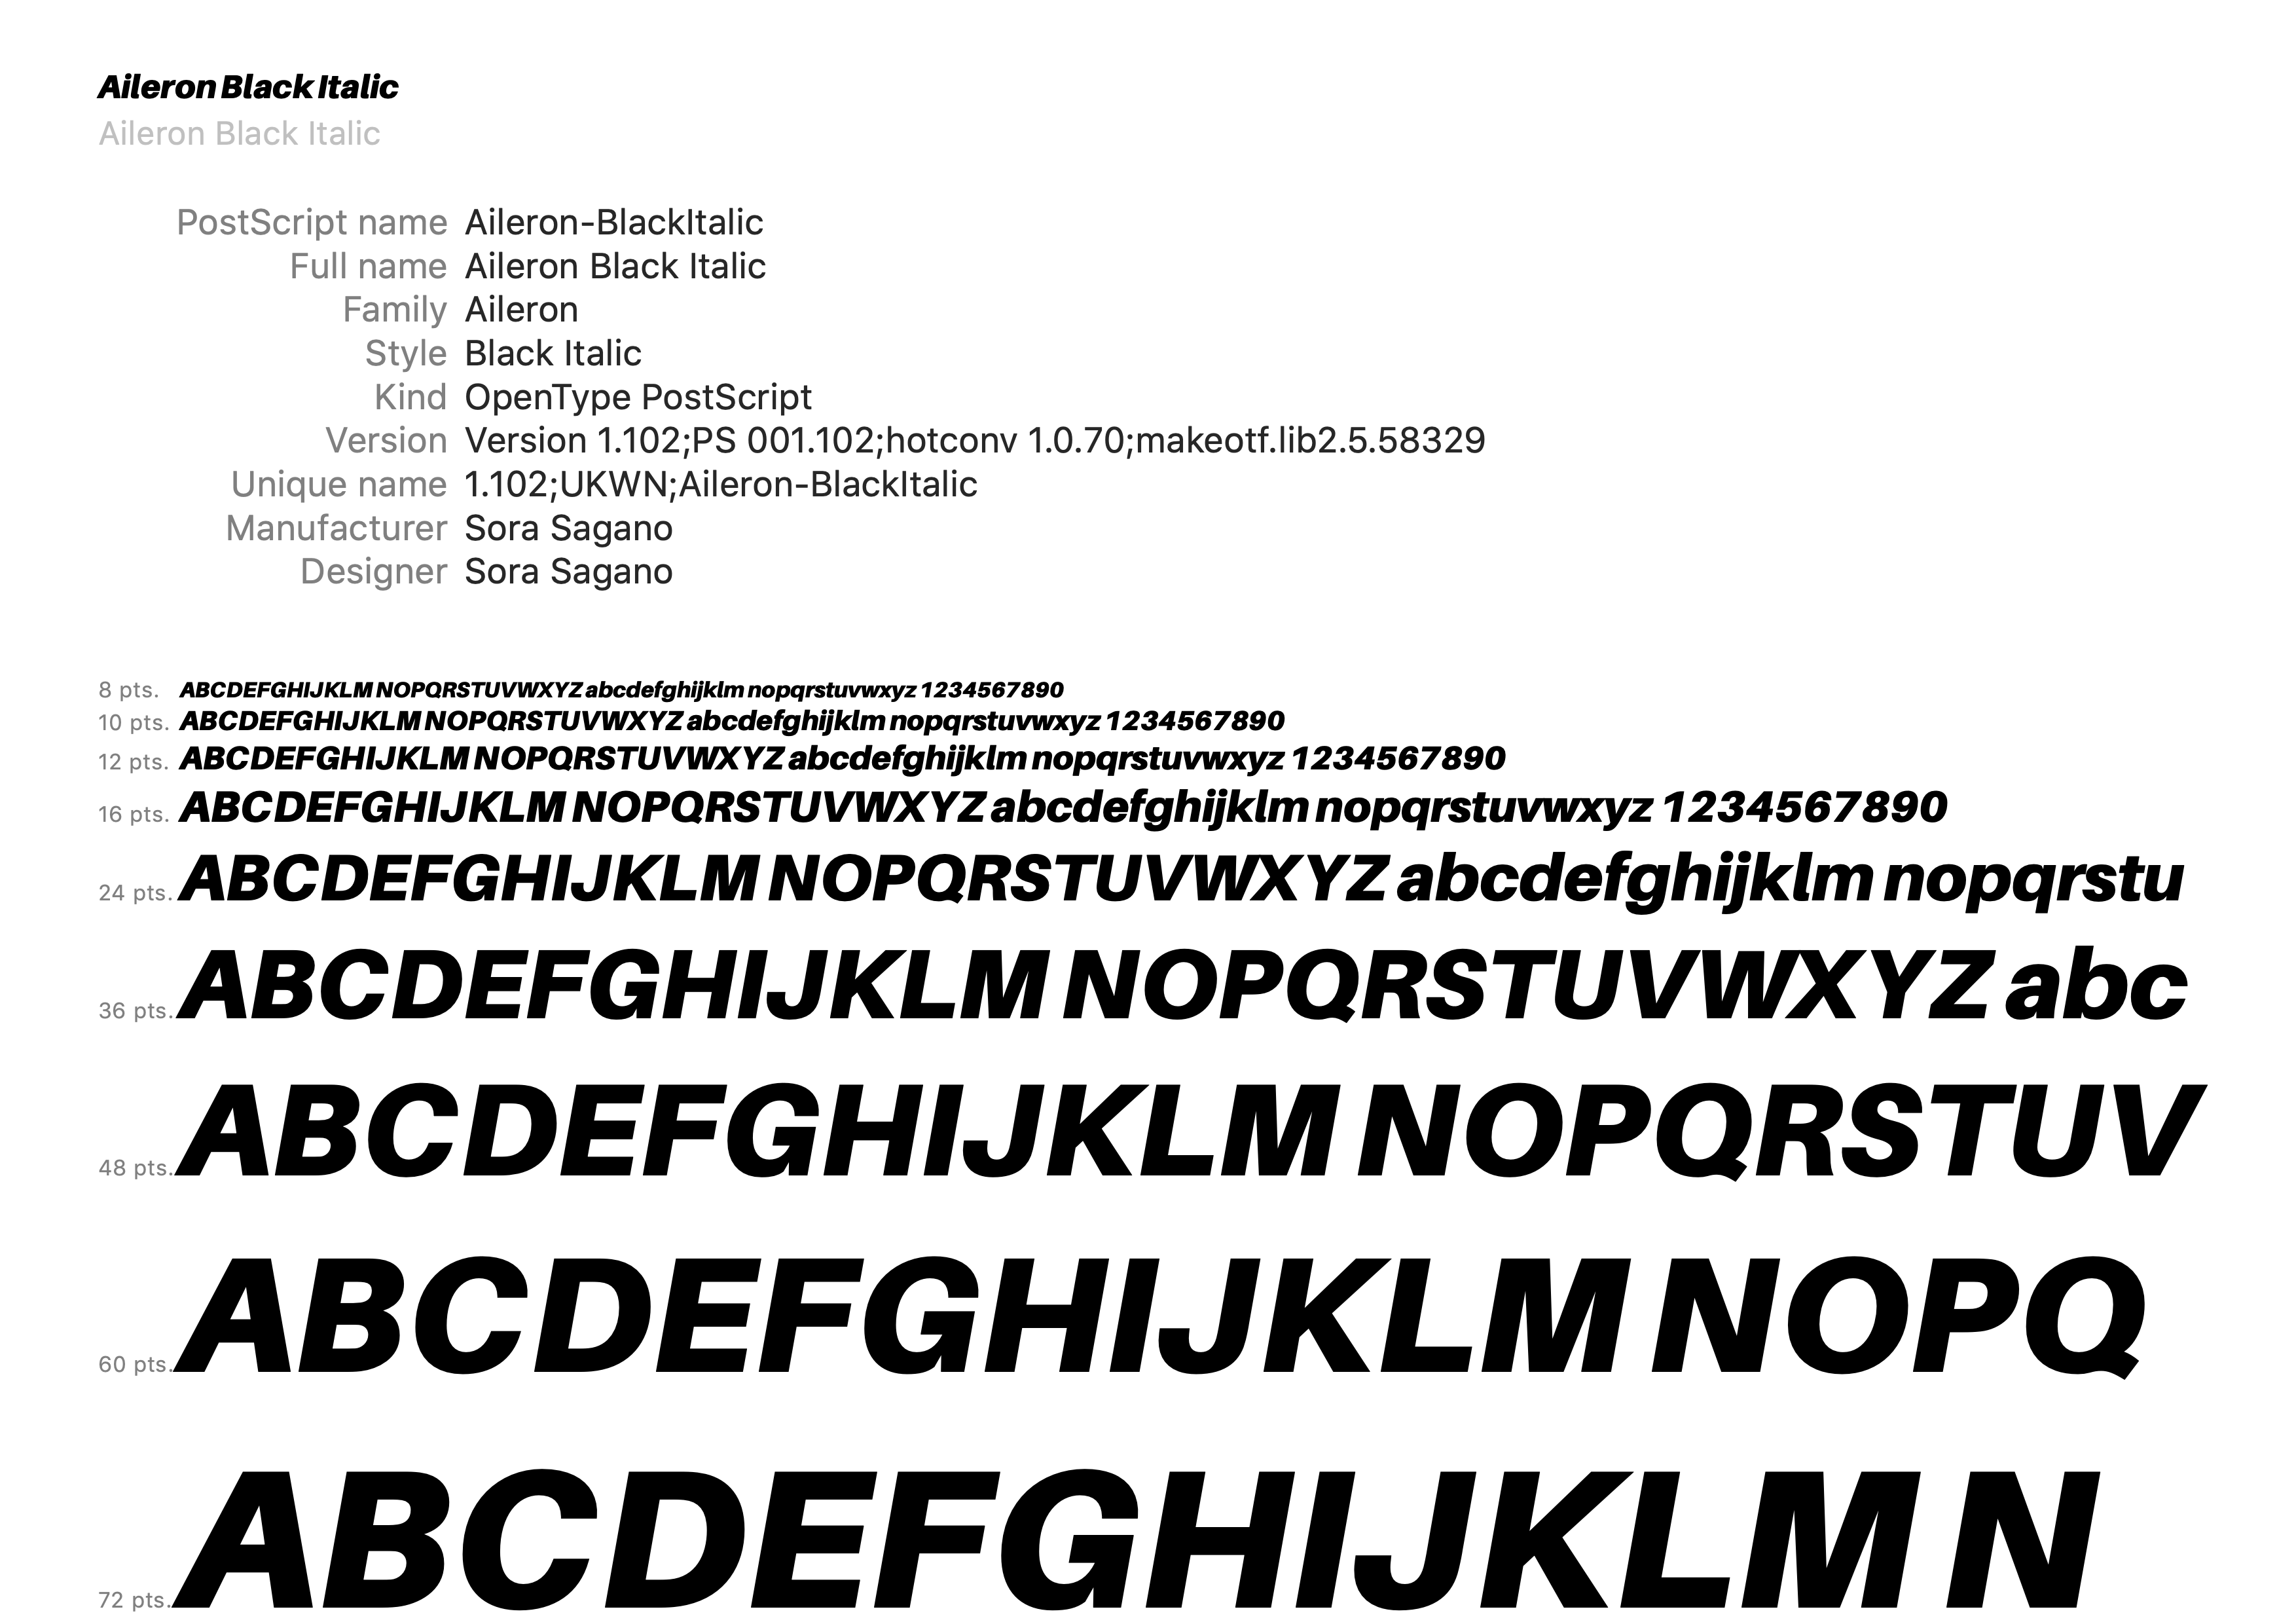 Aileron Black Italic
Aileron Black Italic
PostScript name Aileron-BlackItalic
Full name Aileron Black Italic
Family Aileron
Style Black Italic
Kind OpenType PostScript
Version Version 1.102;PS 001.102;hotconv 1.0.70;makeotf.lib2.5.58329
Unique name 1.102;UKWN;Aileron-BlackItalic
Manufacturer Sora Sagano
Designer Sora Sagano
8 pts. ABCDEFGHIJKLM NOPQRSTUVWXYZ abcdefghijklm nopqrstuvwxyz 1234567890
10 pts. ABCDEFGHIJKLM NOPQRSTUVWXYZ abcdefghijklm nopqrstuvwxyz 1234567890
12 pts. ABCDEFGHIJKLM NOPQRSTUVWXYZ abcdefghijklm nopqrstuvwxyz 1234567890
16 pts. ABCDEFGHIJKLM NOPQRSTUVWXYZ abcdefghijklm nopqrstuvwxyz 1234567890
24 pts. ABCDEFGHIJKLM NOPQRSTUVWXYZ abcdefghijklm nopqrstu
36 pts. ABCDEFGHIJKLM NOPQRSTUVWXYZ abc
48 pts. ABCDEFGHIJKLM NOPQRSTUV
60 pts. ABCDEFGHIJKLM NOPQ
72 pts. ABCDEFGHIJKLM N